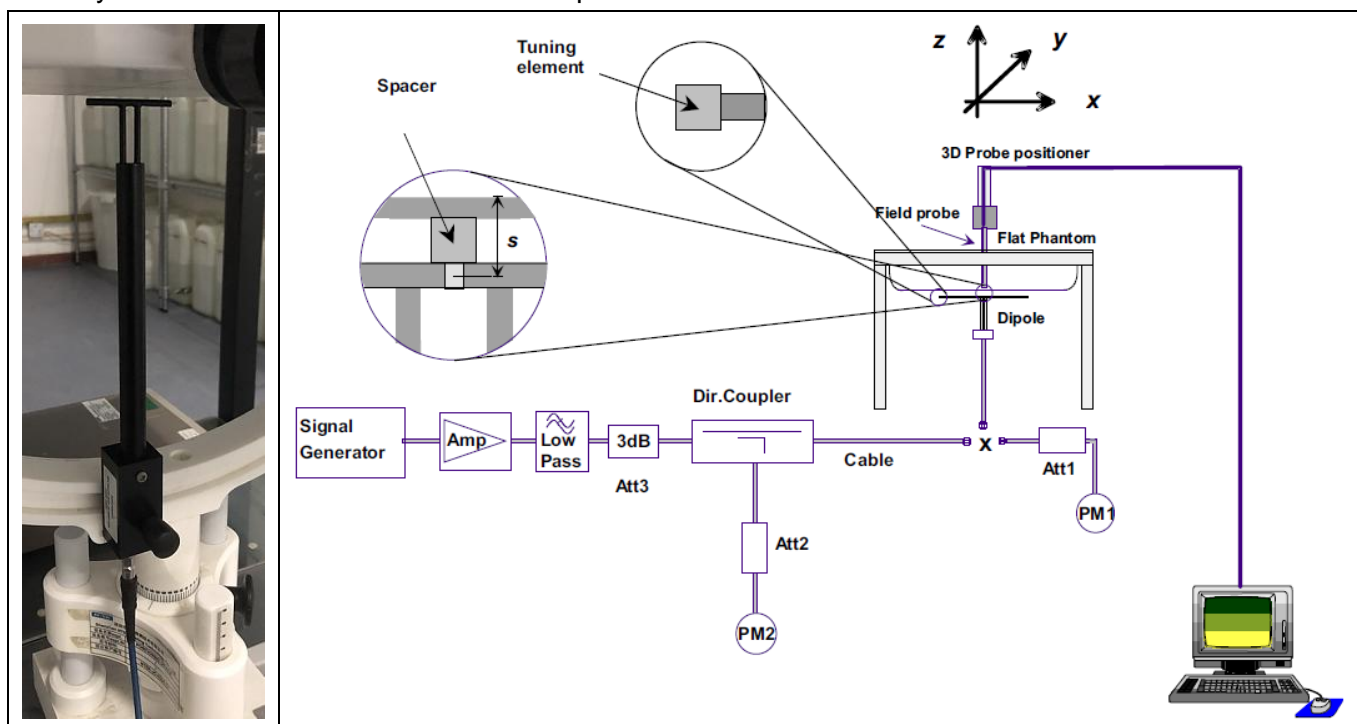 Tuning
element
Spacer
s
z
y
x
3D Probe positioner
Field probe
Flat Phantom
Dipole
Dir.Coupler
Signal
Generator
Amp
Low
Pass
3dB
Att3
Cable
X
Att1
PM1
Att2
PM2